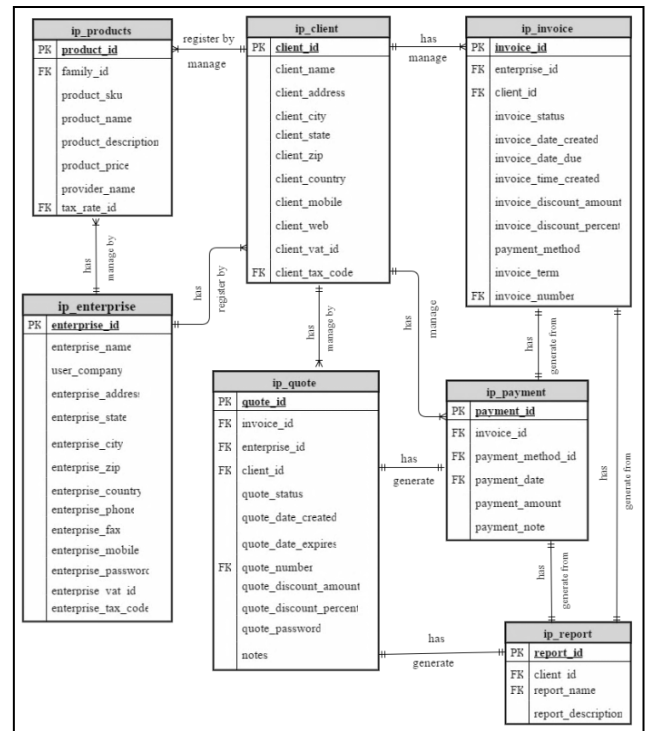 ip_products
PK product_id
FK family_id
product_sku
product_name
product_description
product_price
provider_name
FK tax_rate_id
register by
manage
ip_client
PK client_id
client_name
client_address
client_city
client_state
client_zip
client_country
client_mobile
client_web
client_vat_id
FK client_tax_code
has
manage
ip_invoice
PK invoice_id
FK enterprise_id
FK client_id
invoice_status
invoice_date_created
invoice_date_due
invoice_time_created
invoice_discount_amount
invoice_discount_percent
payment_method
invoice_term
FK invoice_number
has
manage by
has
register by
has
manage by
has
manage
has
generate from
has
generate from
ip_enterprise
PK enterprise_id
enterprise_name
user_company
enterprise_address
enterprise_state
enterprise_city
enterprise_zip
enterprise_country
enterprise_phone
enterprise_fax
enterprise_mobile
enterprise_password
enterprise_vat_id
enterprise_tax_code
ip_quote
PK quote_id
FK invoice_id
FK enterprise_id
FK client_id
quote_status
quote_date_created
quote_date_expires
FK quote_number
quote_discount_amount
quote_discount_percent
quote_password
notes
has
generate
ip_payment
PK payment_id
FK invoice_id
FK payment_method_id
FK payment_date
payment_amount
payment_note
has
generate from
has
generate
ip_report
PK report_id
FK client_id
FK report_name
report_description